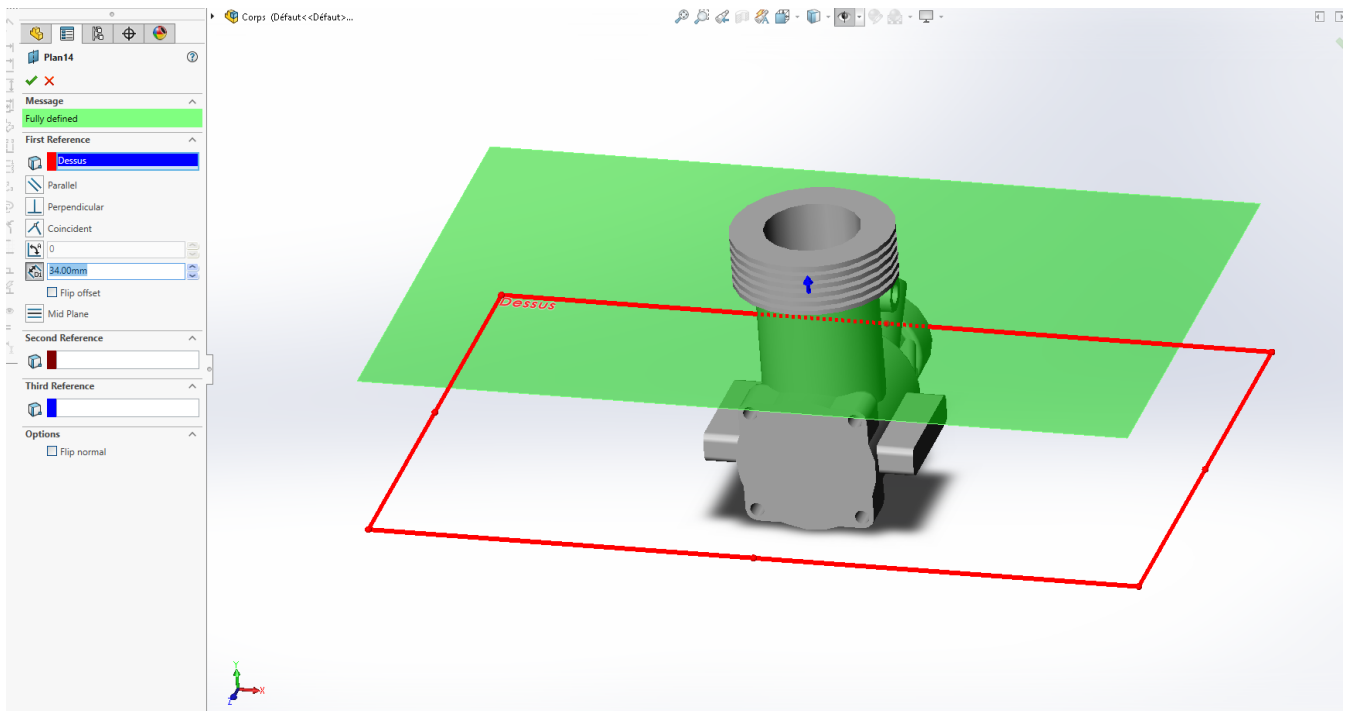 Corps (Défaut<<Défaut>...
Plan14
Message
Fully defined
First Reference
Dessus
Parallel
Perpendicular
Coincident
0
34.00mm
Flip offset
Mid Plane
Second Reference
Third Reference
Options
Flip normal
Dessus
Y
X
Z